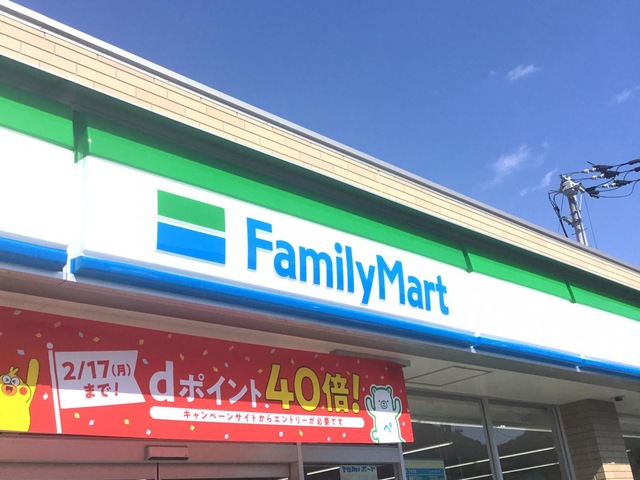 FamilyMart
2/17(月)
まで!
dポイント40倍!
キャンペーンサイトからエントリーが必要です
ペ